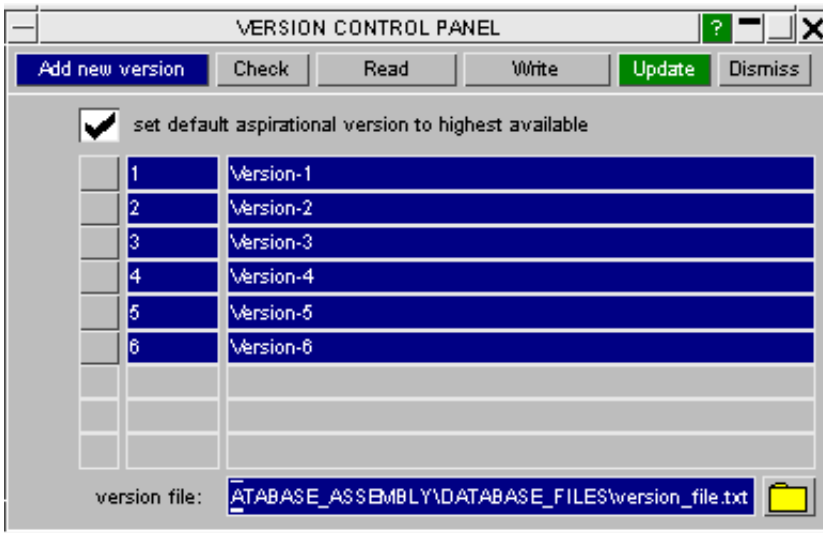 VERSION CONTROL PANEL ?
Add new version Check Read Write Update Dismiss
set default aspirational version to highest available
1 Version-1
2 Version-2
3 Version-3
4 Version-4
5 Version-5
6 Version-6
version file: ATABASE_ASSEMBLY\DATABASE_FILES\version_file.txt